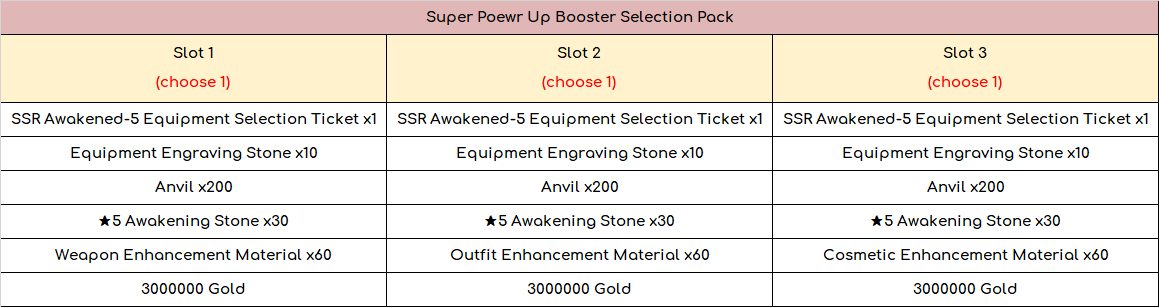 Super Poewr Up Booster Selection Pack
Slot 1 Slot 2 Slot 3
(choose 1) (choose 1) (choose 1)
SSR Awakened-5 Equipment Selection Ticket x1 SSR Awakened-5 Equipment Selection Ticket x1 SSR Awakened-5 Equipment Selection Ticket x1
Equipment Engraving Stone x10 Equipment Engraving Stone x10 Equipment Engraving Stone x10
Anvil x200 Anvil x200 Anvil x200
★5 Awakening Stone x30 ★5 Awakening Stone x30 ★5 Awakening Stone x30
Weapon Enhancement Material x60 Outfit Enhancement Material x60 Cosmetic Enhancement Material x60
3000000 Gold 3000000 Gold 3000000 Gold